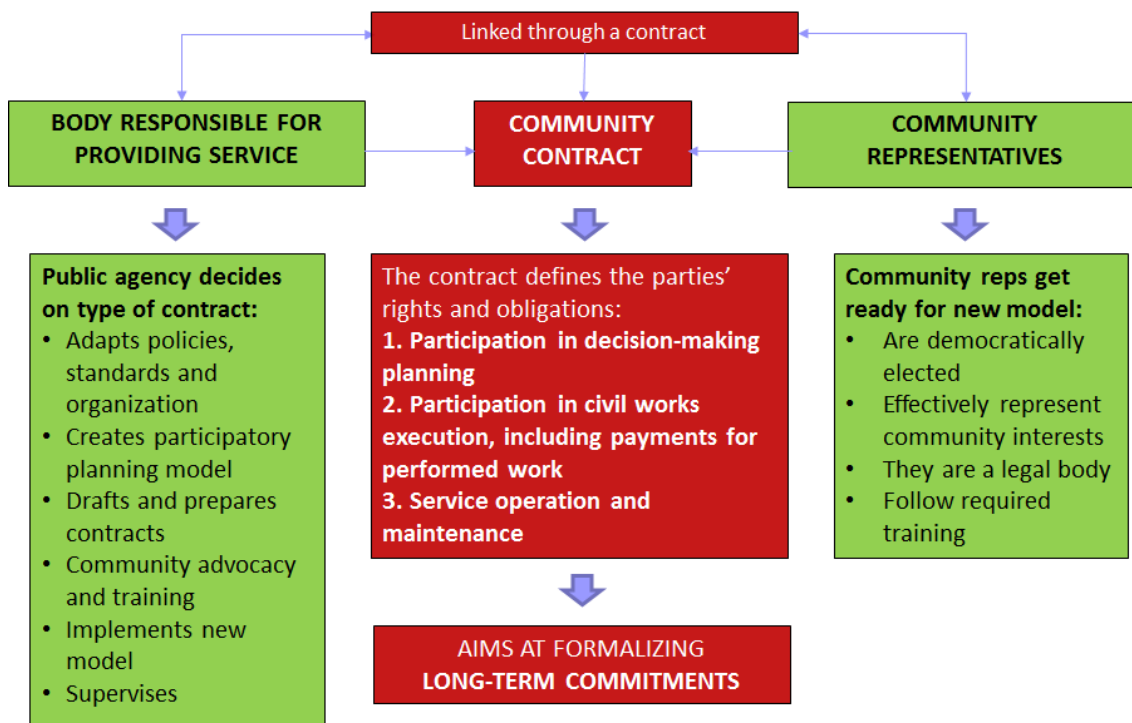 Linked through a contract
BODY RESPONSIBLE FOR
PROVIDING SERVICE
COMMUNITY
CONTRACT
COMMUNITY
REPRESENTATIVES
Public agency decides
on type of contract:
• Adapts policies,
standards and
organization
• Creates participatory
planning model
• Drafts and prepares
contracts
• Community advocacy
and training
• Implements new
model
• Supervises
The contract defines the parties’
rights and obligations:
1. Participation in decision-making
planning
2. Participation in civil works
execution, including payments for
performed work
3. Service operation and
maintenance
Community reps get
ready for new model:
• Are democratically
elected
• Effectively represent
community interests
• They are a legal body
• Follow required
training
AIMS AT FORMALIZING
LONG-TERM COMMITMENTS